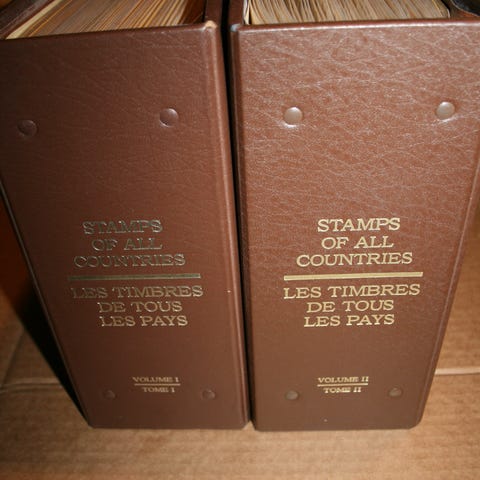 STAMPS
OF ALL
COUNTRIES
LES TIMBRES
DE TOUS
LES PAYS
VOLUME I
TOME I
STAMPS
OF ALL
COUNTRIES
LES TIMBRES
DE TOUS
LES PAYS
VOLUME II
TOME II